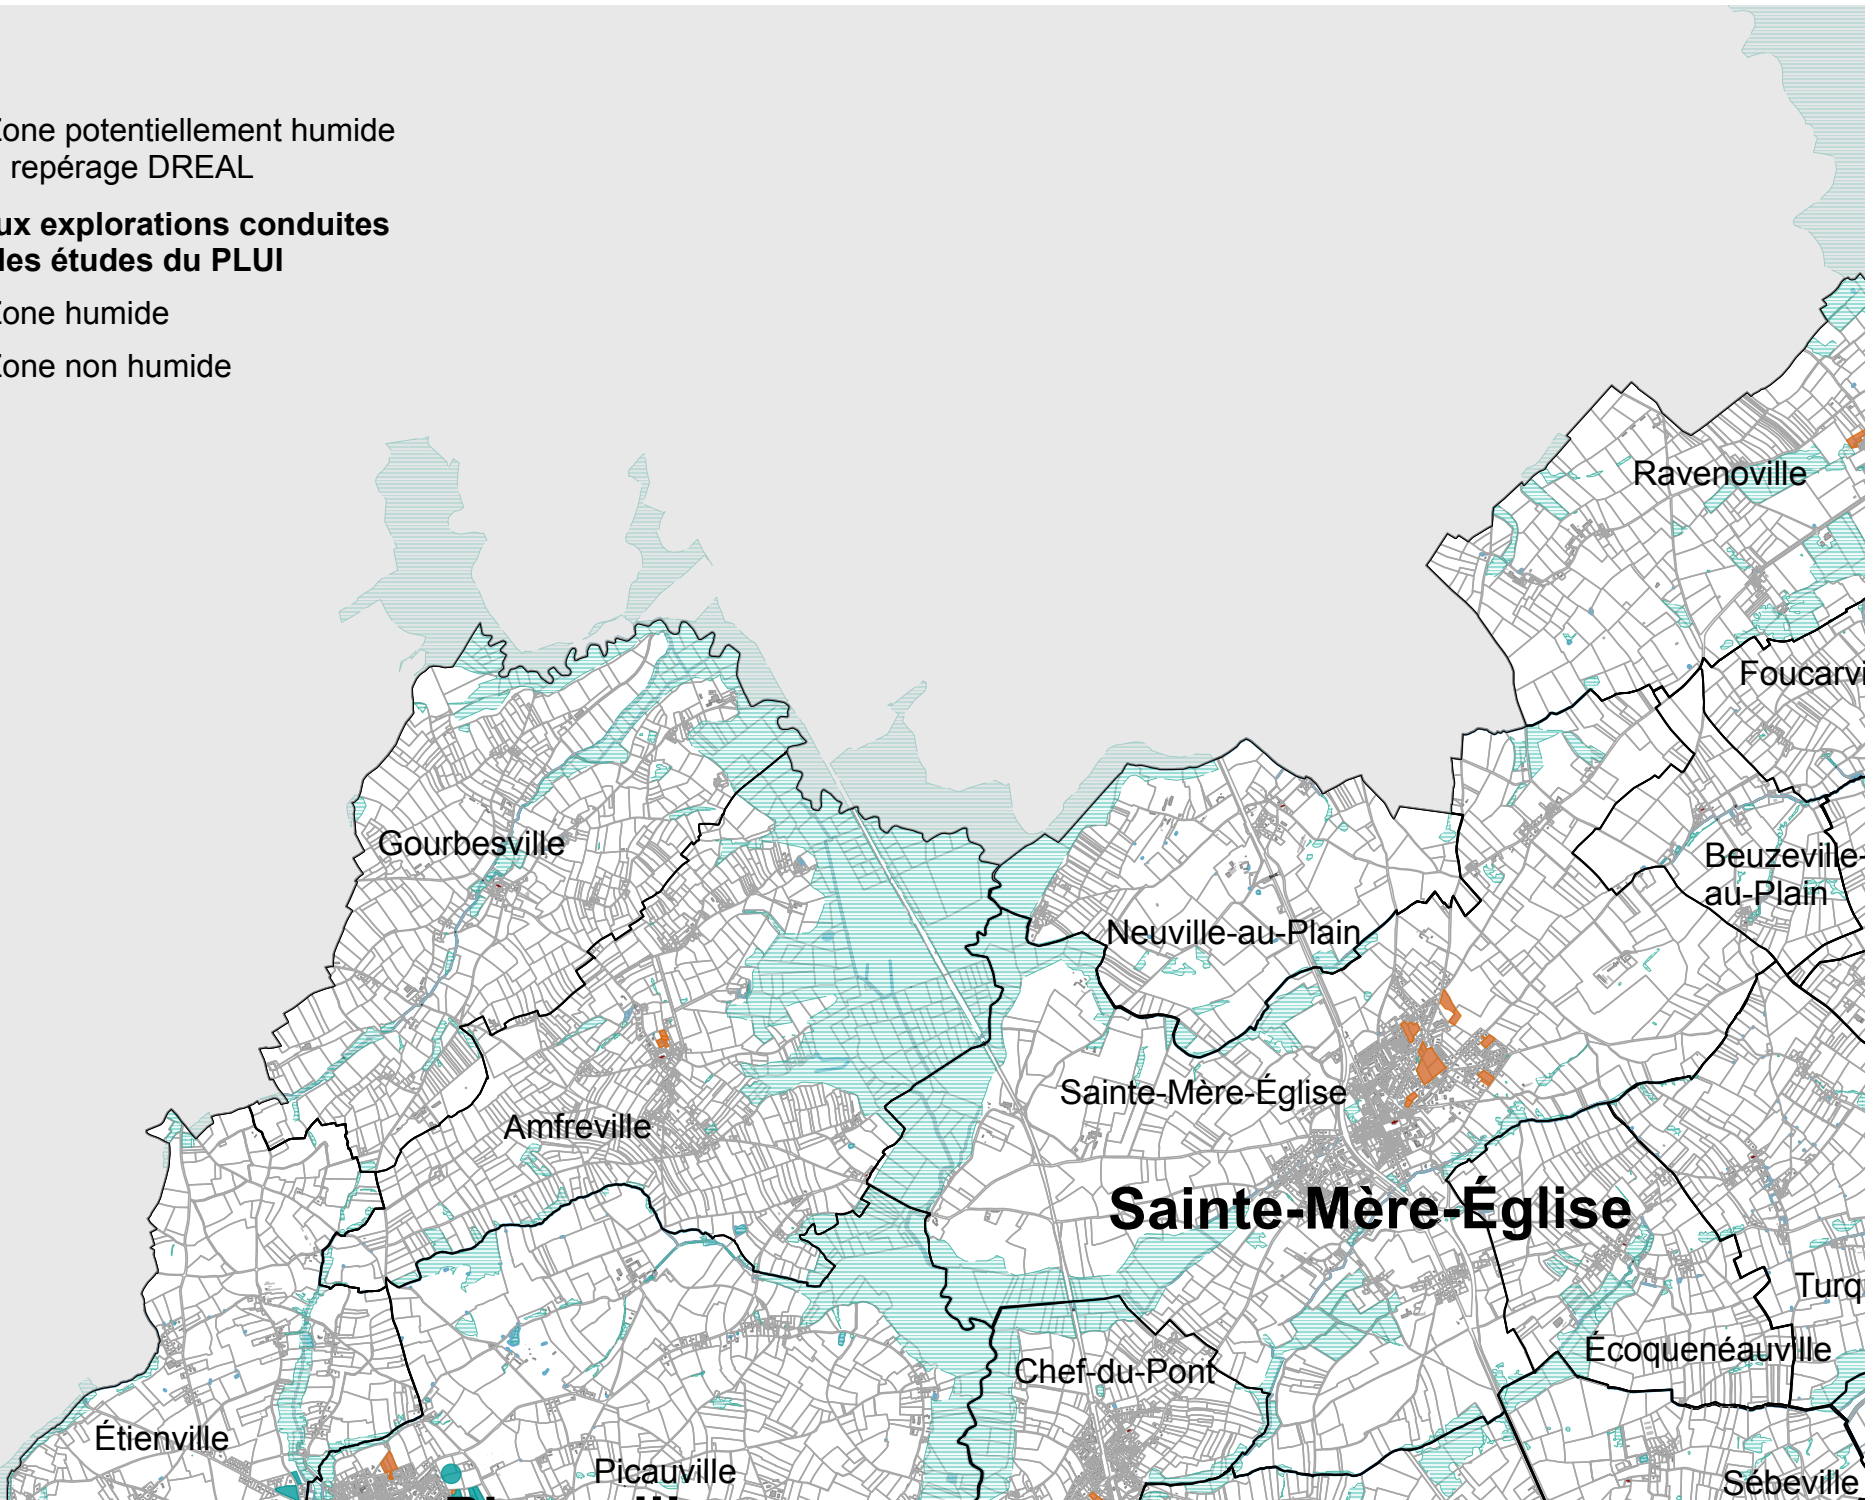 Zone potentiellement humide
repérage DREAL
ux explorations conduites
les études du PLUI
Zone humide
Zone non humide
Ravenoville
Foucarvi
Gourbesville
Beuzeville-
au-Plain
Neuville-au-Plain
Sainte-Mère-Église
Amfreville
Sainte-Mère-Église
Turq
Écoquenéauville
Chef-du-Pont
Étienville
Picauville
Sébeville